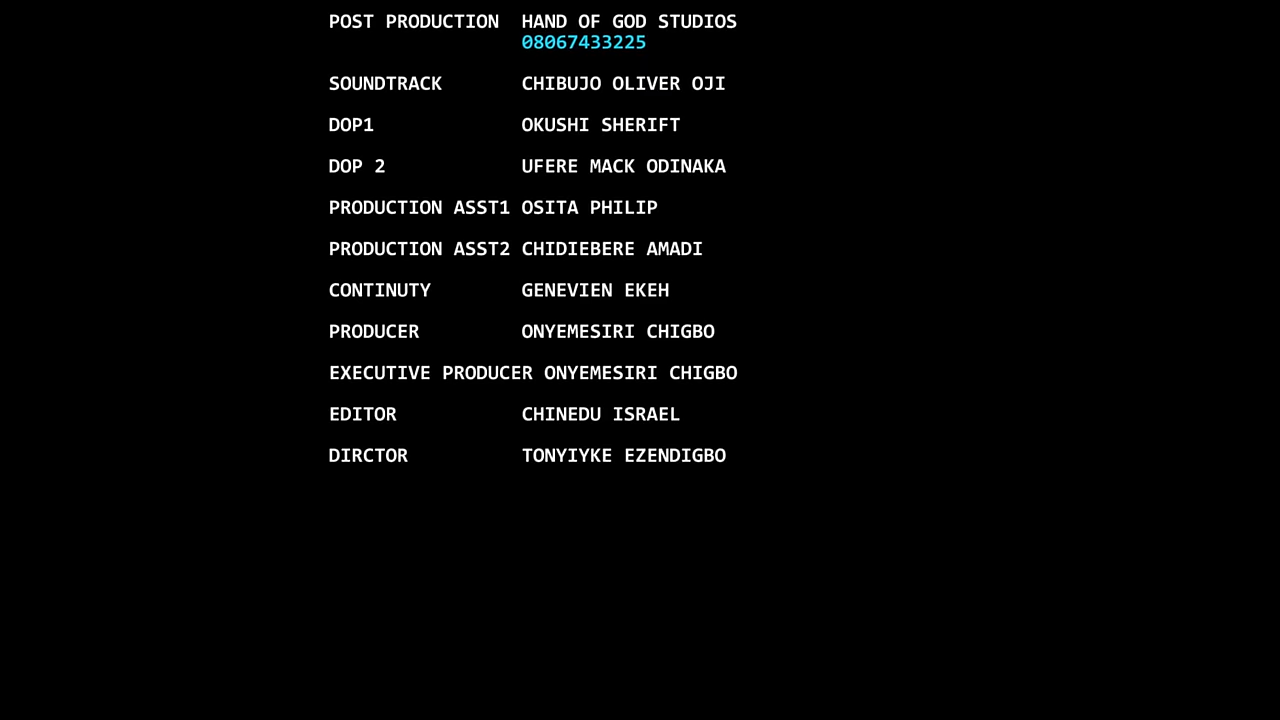 POST PRODUCTION HAND OF GOD STUDIOS
08067433225
SOUNDTRACK CHIBUJO OLIVER OJI
DOP1 OKUSHI SHERIFT
DOP 2 UFERE MACK ODINAKA
PRODUCTION ASST1 OSITA PHILIP
PRODUCTION ASST2 CHIDIEBERE AMADI
CONTINUTY GENEVIEN EKEH
PRODUCER ONYEMESIRI CHIGBO
EXECUTIVE PRODUCER ONYEMESIRI CHIGBO
EDITOR CHINEDU ISRAEL
DIRCTOR TONYIYKE EZENDIGBO